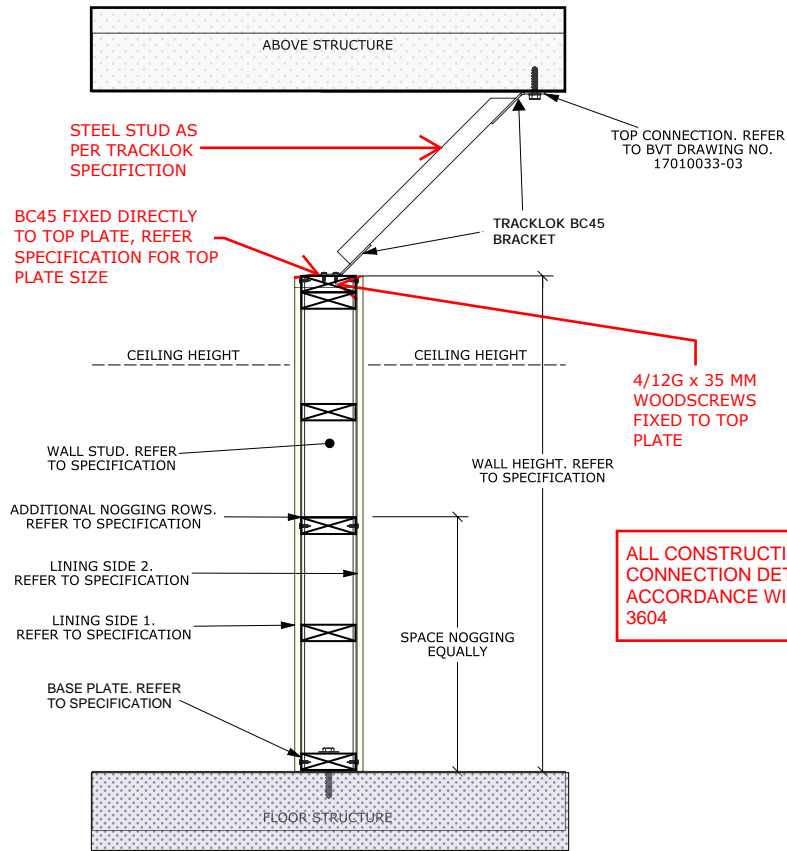 ABOVE STRUCTURE
STEEL STUD AS
PER TRACKLOK
SPECIFICTION
TOP CONNECTION. REFER
TO BVT DRAWING NO.
17010033-03
BC45 FIXED DIRECTLY
TO TOP PLATE, REFER
SPECIFICATION FOR TOP
PLATE SIZE
TRACKLOK BC45
BRACKET
CEILING HEIGHT
CEILING HEIGHT
4/12G x 35 MM
WOODSCREWS
FIXED TO TOP
PLATE
WALL STUD. REFER
TO SPECIFICATION
WALL HEIGHT. REFER
TO SPECIFICATION
ADDITIONAL NOGGING ROWS.
REFER TO SPECIFICATION
ALL CONSTRUCTI
CONNECTION DET
ACCORDANCE WI
3604
LINING SIDE 2.
REFER TO SPECIFICATION
LINING SIDE 1.
REFER TO SPECIFICATION
SPACE NOGGING
EQUALLY
BASE PLATE. REFER
TO SPECIFICATION
FLOOR STRUCTURE